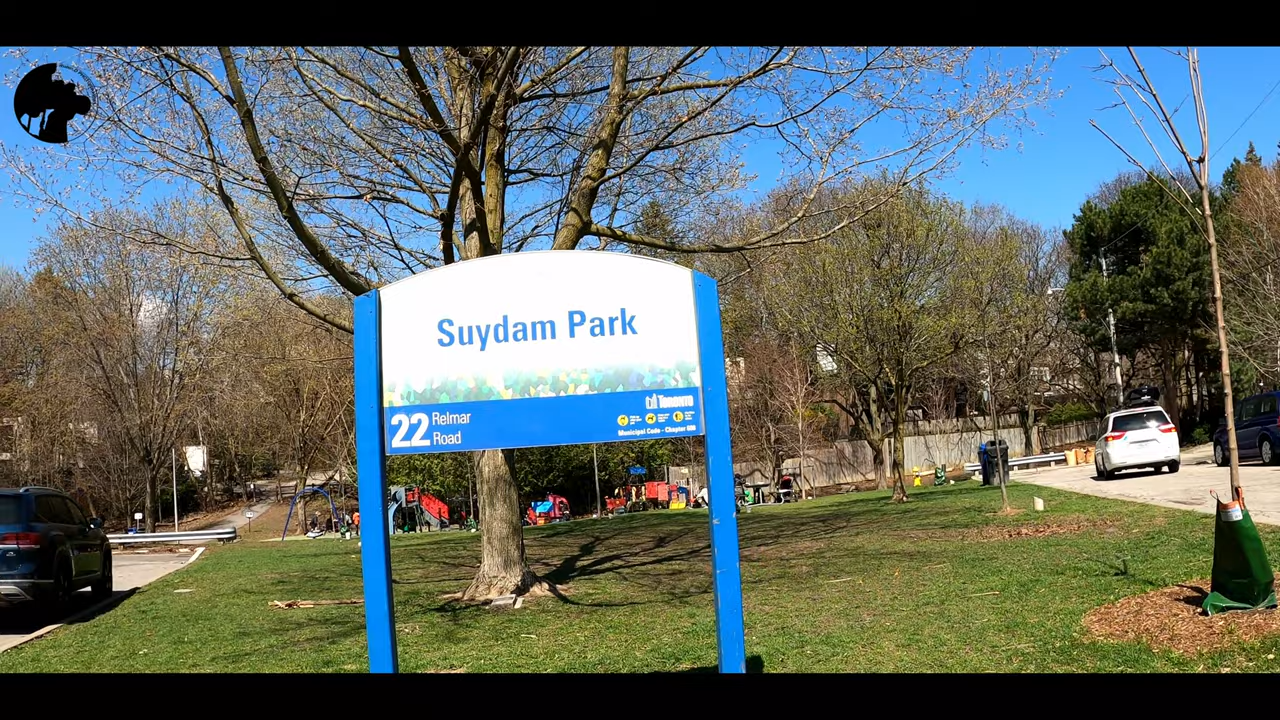 Suydam Park
22 Relmar
Road
Toronto
Municipal Code - Chapter 608